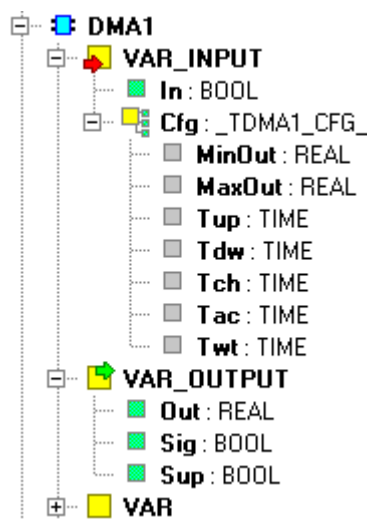 DMA1
VAR_INPUT
In : BOOL
Cfg : _TDMA1_CFG_
MinOut : REAL
MaxOut : REAL
Tup : TIME
Tdw : TIME
Tch : TIME
Tac : TIME
Twt : TIME
VAR_OUTPUT
Out : REAL
Sig : BOOL
Sup : BOOL
VAR